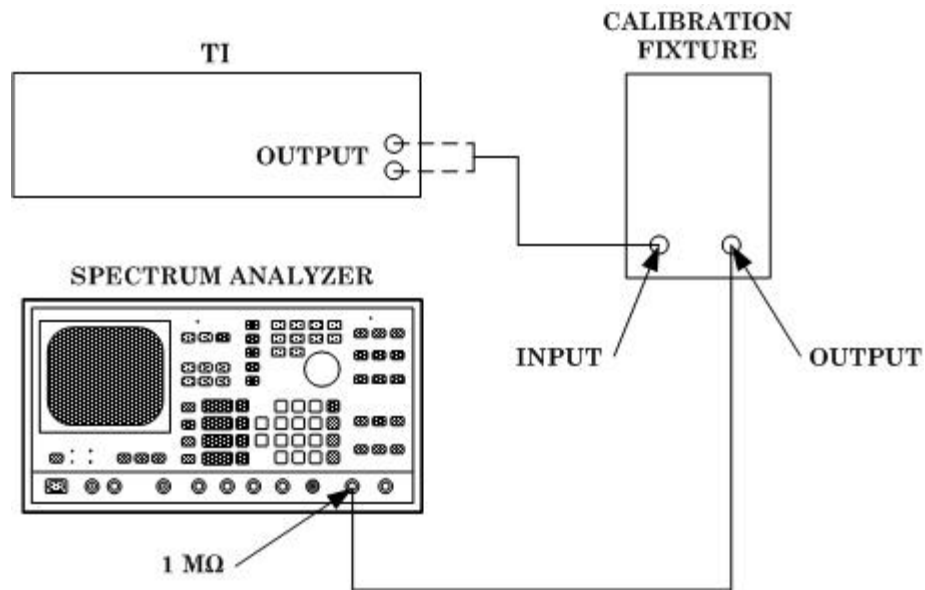 CALIBRATION
FIXTURE
TI
OUTPUT
SPECTRUM ANALYZER
INPUT
OUTPUT
1 MΩ